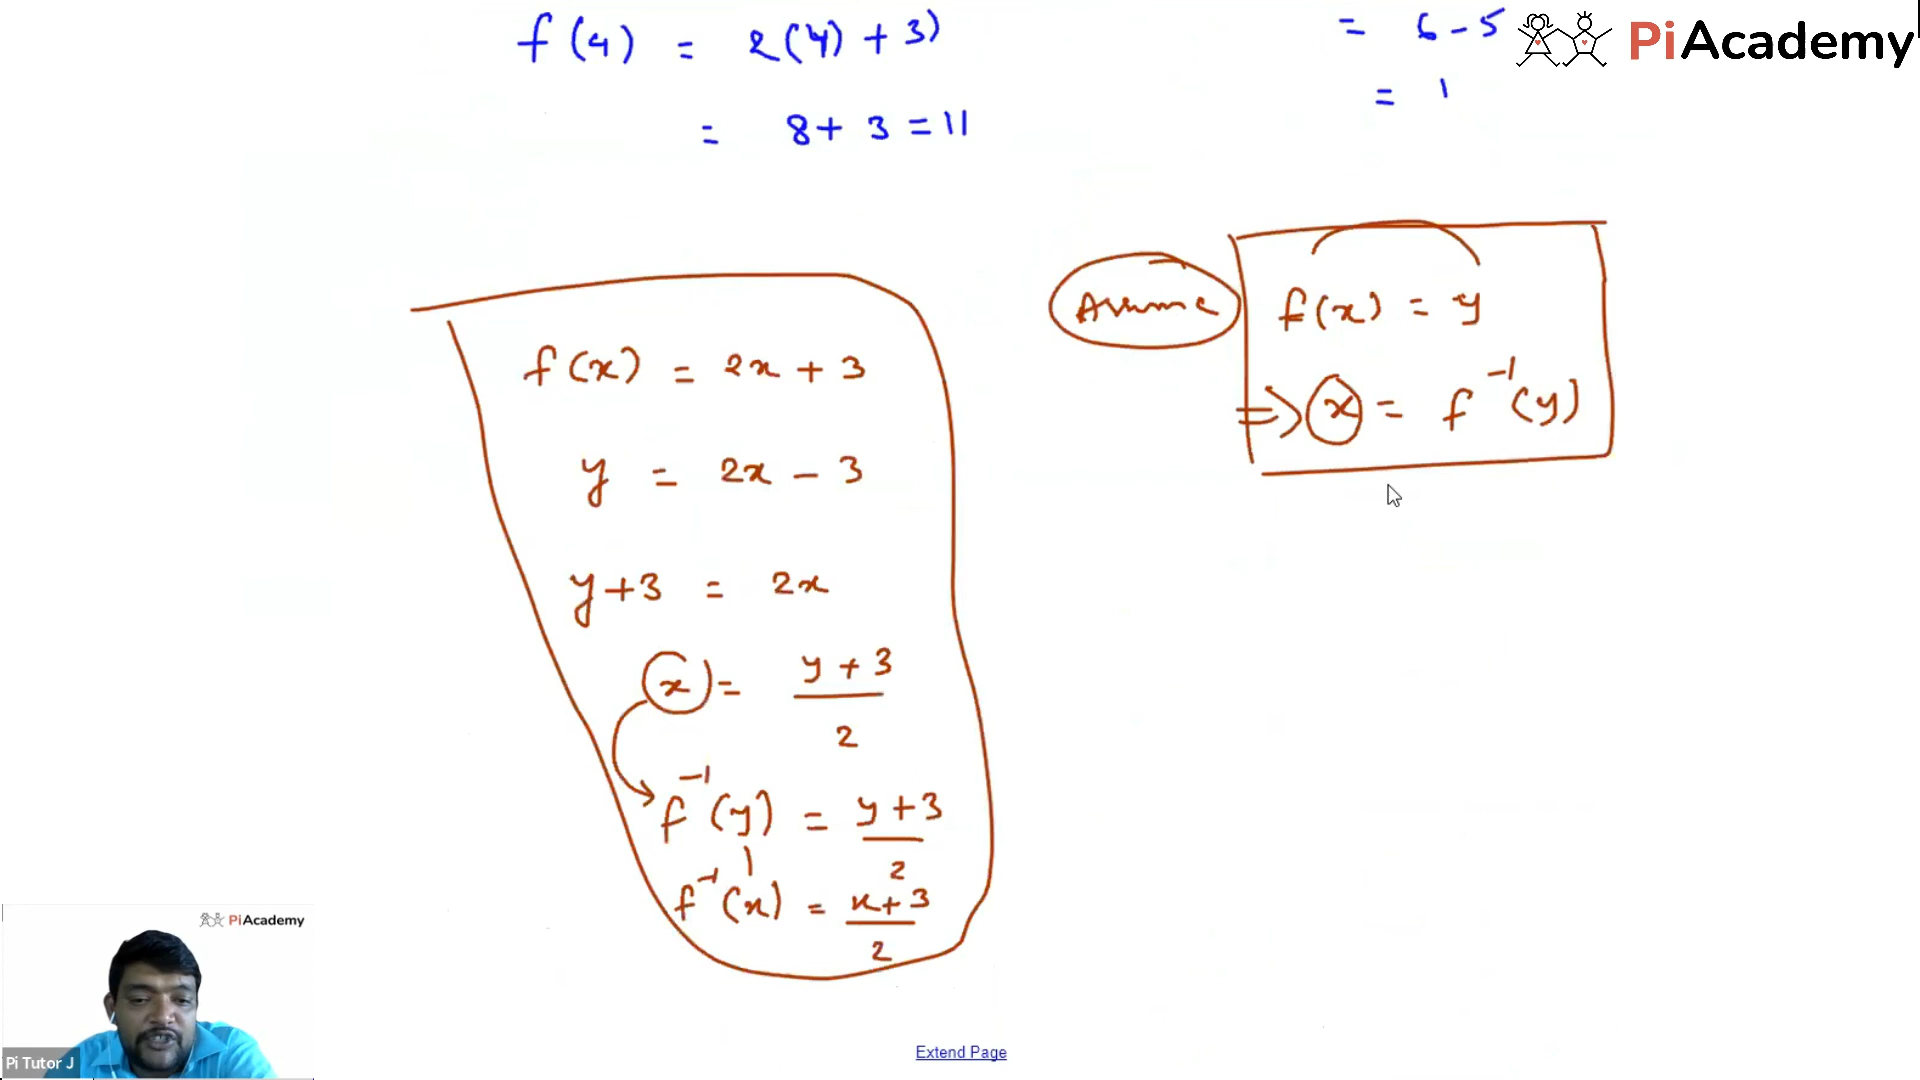 f(4) = 2(4) + 3)
= 8 + 3 = 11
= 6 - 5
= 1
PiAcademy
Assume
f(x) = y
=> x = f⁻¹(y)
f(x) = 2x + 3
y = 2x - 3
y + 3 = 2x
x = y + 3 / 2
f⁻¹(y) = y + 3 / 2
f⁻¹(x) = x + 3 / 2
PiAcademy
Pi Tutor J
Extend Page